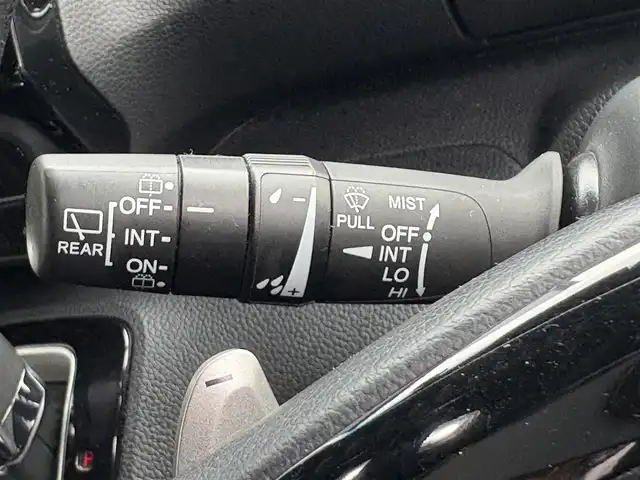 REAR
OFF
INT
ON
−
+
PULL
MIST
OFF
INT
LO
HI
−